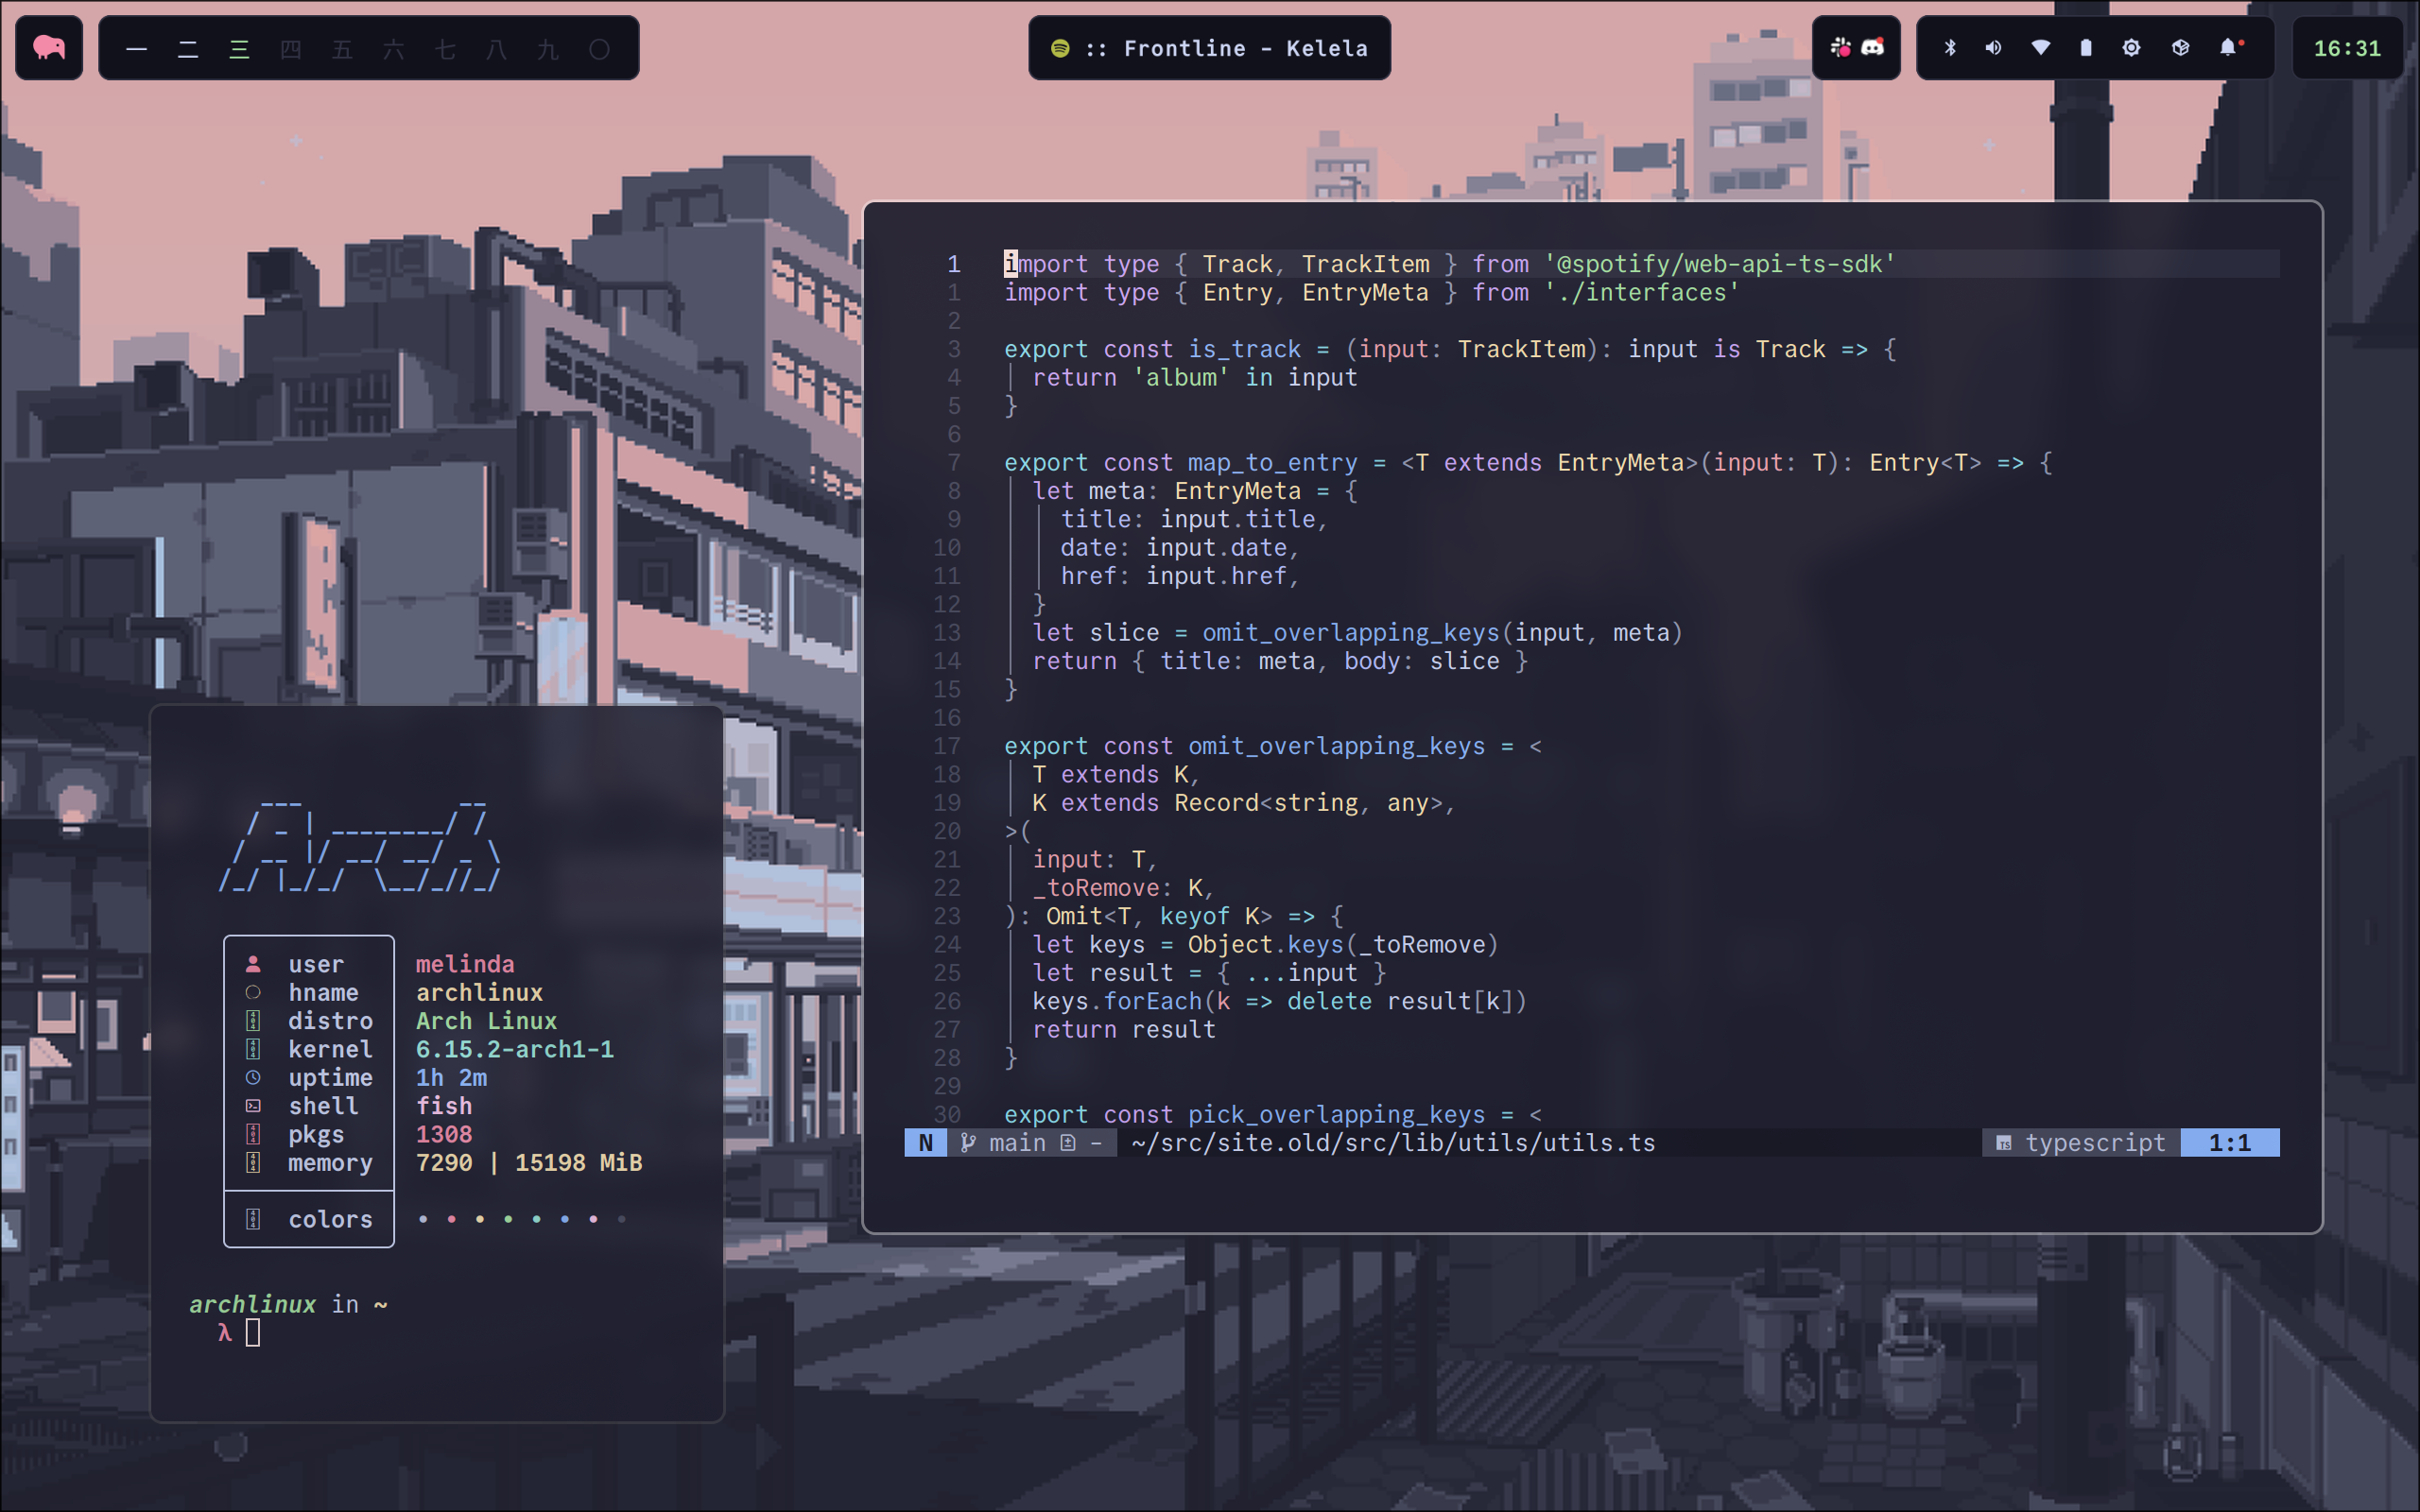 一 二 三 四 五 六 七 八 九 〇
:: Frontline - Kelela
16:31
1 import type { Track, TrackItem } from '@spotify/web-api-ts-sdk'
1 import type { Entry, EntryMeta } from './interfaces'
2
3 export const is_track = (input: TrackItem): input is Track => {
4 return 'album' in input
5 }
6
7 export const map_to_entry = <T extends EntryMeta>(input: T): Entry<T> => {
8 let meta: EntryMeta = {
9 title: input.title,
10 date: input.date,
11 href: input.href,
12 }
13 let slice = omit_overlapping_keys(input, meta)
14 return { title: meta, body: slice }
15 }
16
17 export const omit_overlapping_keys = <
18 T extends K,
19 K extends Record<string, any>,
20 >(
21 input: T,
22 _toRemove: K,
23 ): Omit<T, keyof K> => {
24 let keys = Object.keys(_toRemove)
25 let result = { ...input }
26 keys.forEach(k => delete result[k])
27 return result
28 }
29
30 export const pick_overlapping_keys = <
N main - ~/src/site.old/src/lib/utils/utils.ts TS typescript 1:1
Arch
user melinda
hname archlinux
distro Arch Linux
kernel 6.15.2-arch1-1
uptime 1h 2m
shell fish
pkgs 1308
memory 7290 | 15198 MiB
colors
archlinux in ~
λ